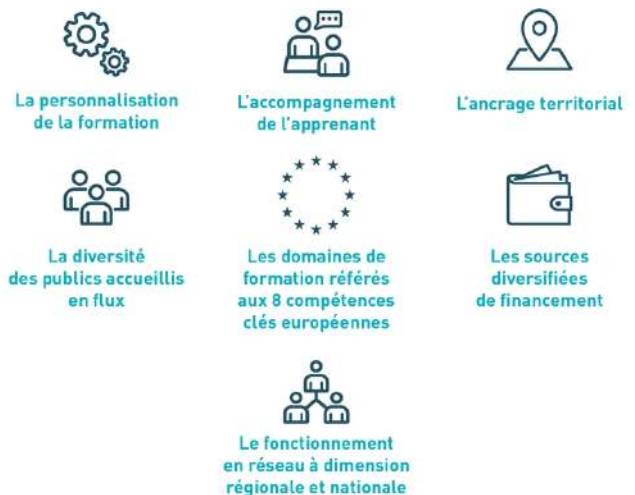 La personnalisation
de la formation
L'accompagnement
de l'apprenant
L'ancrage territorial
La diversité
des publics accueillis
en flux
Les domaines de
formation référés
aux 8 compétences
clés européennes
Les sources
diversifiées
de financement
Le fonctionnement
en réseau à dimension
régionale et nationale